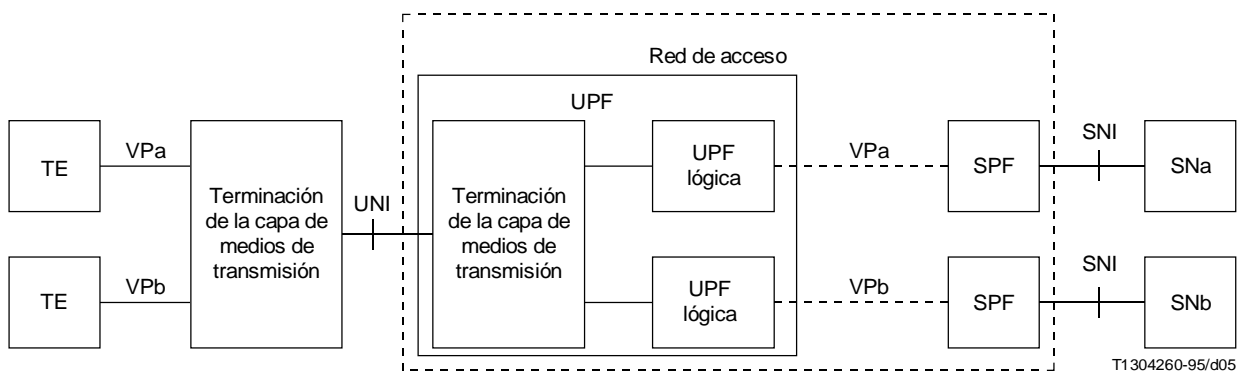 Red de acceso
UPF
TE
VPa
Terminación
de la capa de
medios de
transmisión
UNI
Terminación
de la capa de
medios de
transmisión
UPF
lógica
VPa
SPF
SNI
SNa
TE
VPb
UPF
lógica
VPb
SPF
SNI
SNb
T1304260-95/d05